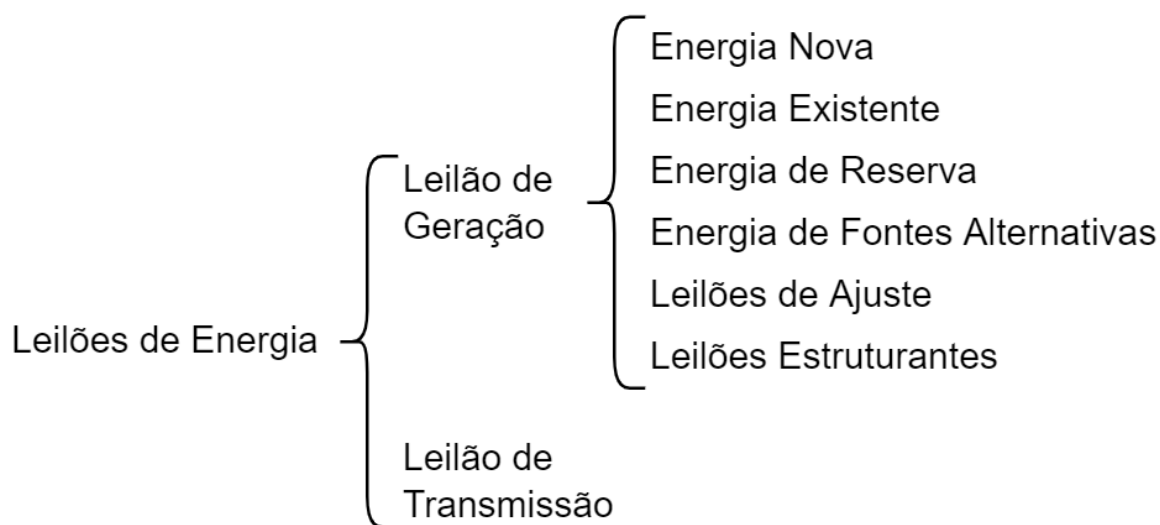 Leilões de Energia
Leilão de
Geração
Energia Nova
Energia Existente
Energia de Reserva
Energia de Fontes Alternativas
Leilões de Ajuste
Leilões Estruturantes
Leilão de
Transmissão